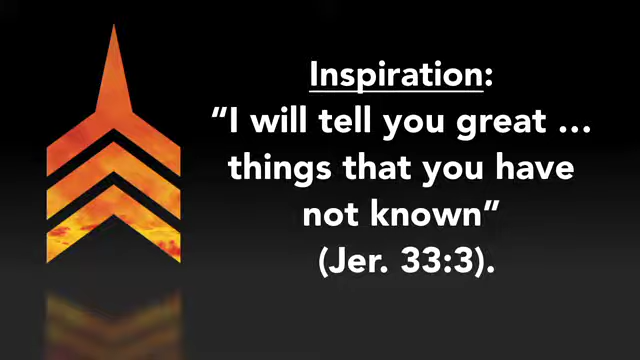 Inspiration:
“I will tell you great …
things that you have
not known”
(Jer. 33:3).